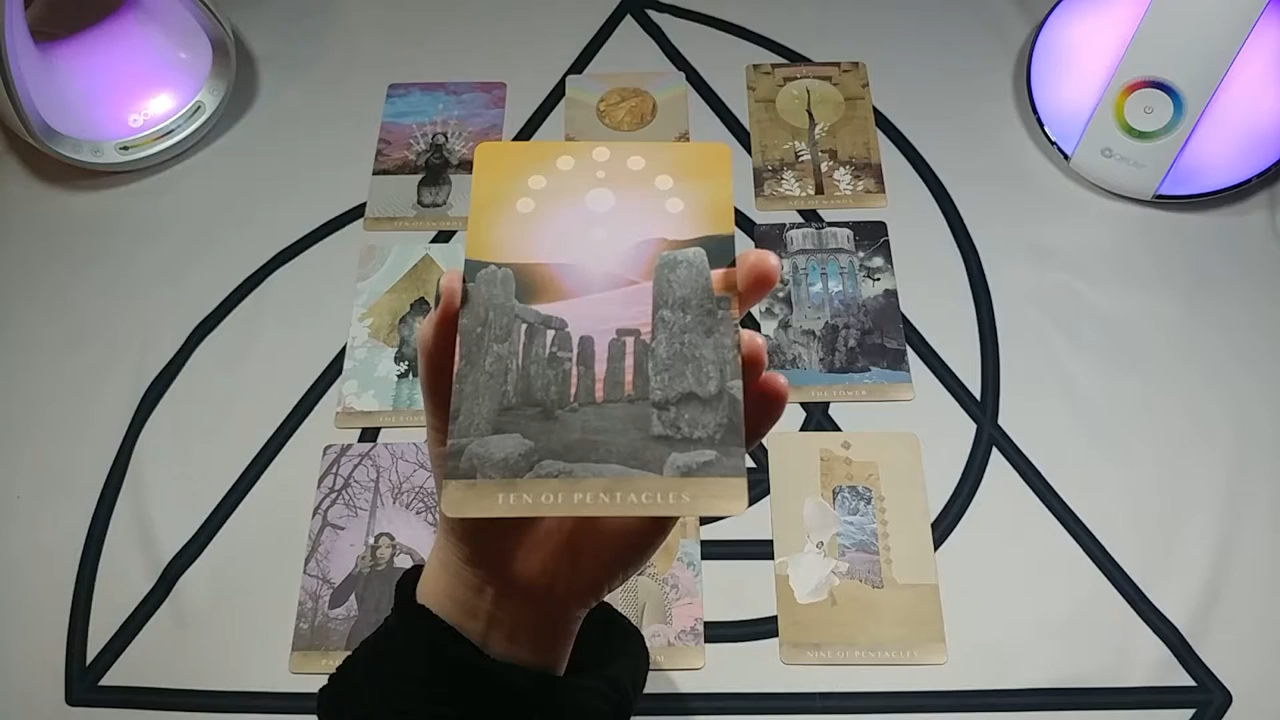 TEN OF SWORDS
ACE OF WANDS
TEN OF PENTACLES
THE TOWER
NINE OF PENTACLES